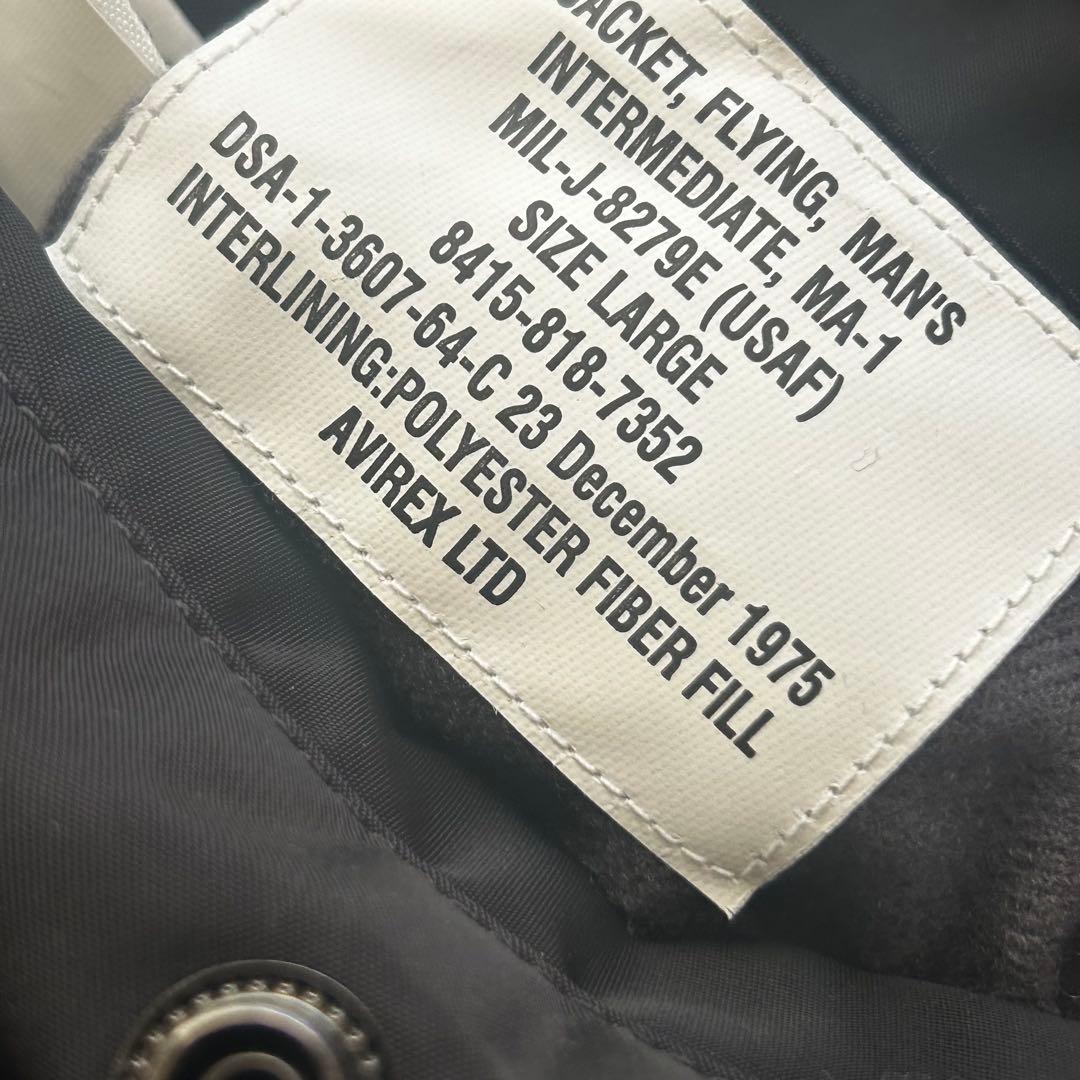 JACKET, FLYING, MAN'S
INTERMEDIATE, MA-1
MIL-J-8279E (USAF)
SIZE LARGE
8415-818-7352
DSA-1-3607-64-C 23 December 1975
INTERLINING:POLYESTER FIBER FILL
AVIREX LTD